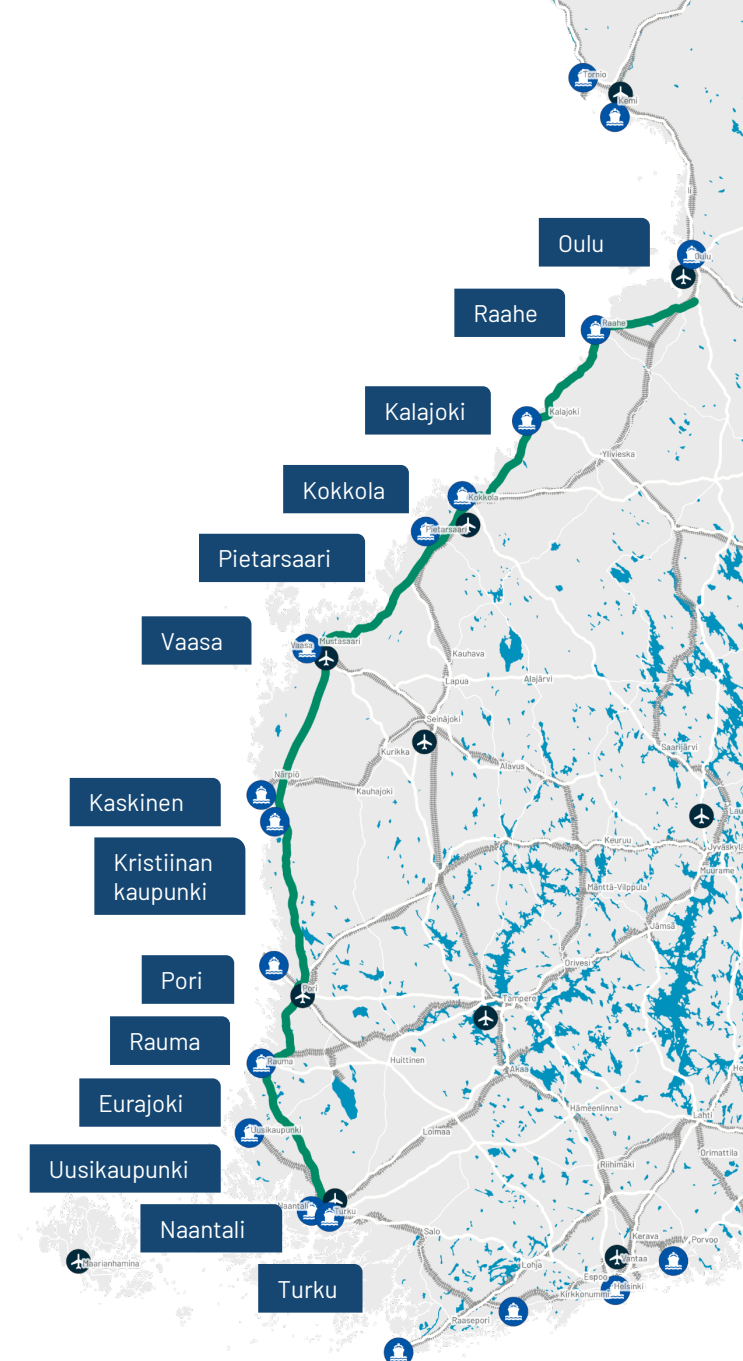 Tornio
Kemi
Ii
Oulu
Oulu
Raahe
Raahe
Kalajoki
Kalajoki
Ylivieska
Kokkola
Kokkola
Pietarsaari
Pietarsaari
Vaasa
Vaasa
Mustasaari
Kauhava
Lapua
Alajärvi
Seinäjoki
Kurikka
Alavus
Saarijärvi
Närpiö
Kauhajoki
Kaskinen
Lau
Kristiinan
kaupunki
Keuruu
Jyväskylä
Muurame
Mänttä-Vilppula
Jämsä
Orivesi
Pori
Pori
Tampere
Rauma
Rauma
Huittinen
Akaa
He
Eurajoki
Hämeenlinna
Lahti
Uusikaupunki
Loimaa
Orimattila
Uusikaupunki
Riihimäki
Naantali
Naantali
Turku
Salo
Kerava
Porvoo
Maarianhamina
Lohja
Vantaa
Espoo
Helsinki
Kirkkonummi
Turku
Raasepori